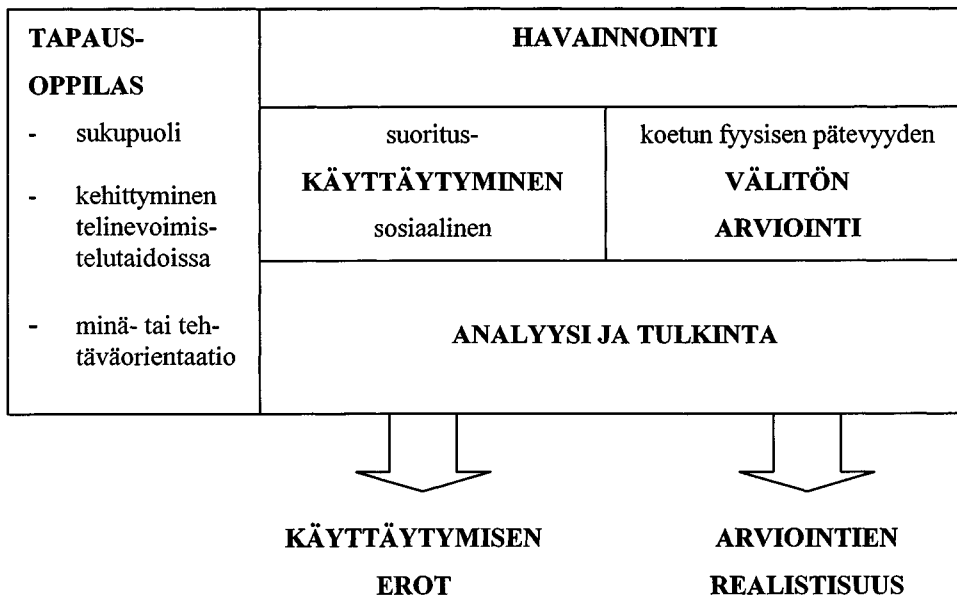 TAPAUS-
OPPILAS
- sukupuoli
- kehittyminen
telinevoimis-
telutaidoissa
- minä- tai teh-
täväorientaatio
HAVAINNOINTI
suoritus-
KÄYTTÄYTYMINEN
sosiaalinen
koetun fyysisen pätevyyden
VÄLITÖN
ARVIOINTI
ANALYYSI JA TULKINTA
KÄYTTÄYTYMISEN
EROT
ARVIOINTIEN
REALISTISUUS